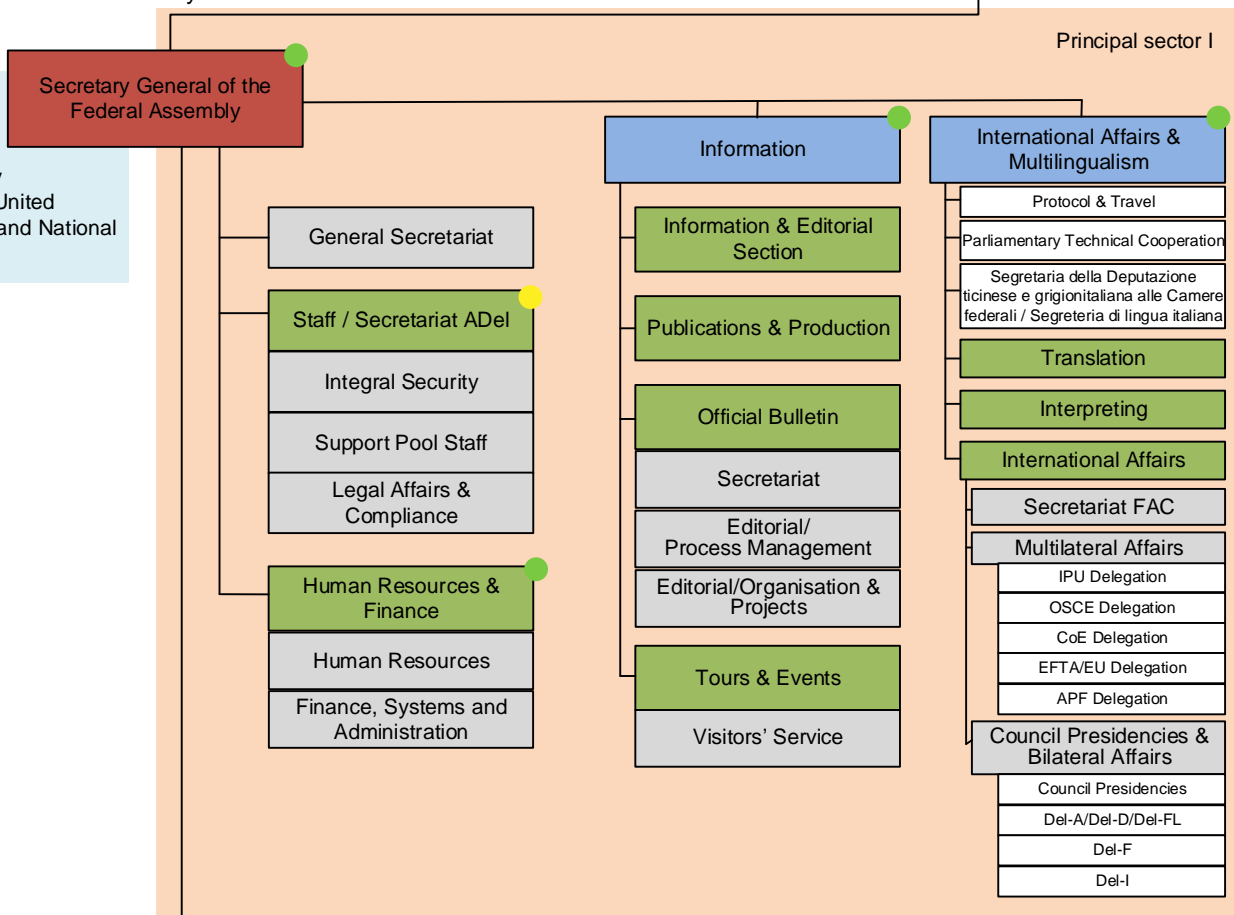 Principal sector I
Secretary General of the
Federal Assembly
United
and National
General Secretariat
Staff / Secretariat ADel
Integral Security
Support Pool Staff
Legal Affairs &
Compliance
Human Resources &
Finance
Human Resources
Finance, Systems and
Administration
Information
Information & Editorial
Section
Publications & Production
Official Bulletin
Secretariat
Editorial/
Process Management
Editorial/Organisation &
Projects
Tours & Events
Visitors' Service
International Affairs &
Multilingualism
Protocol & Travel
Parliamentary Technical Cooperation
Segretaria della Deputazione
ticinese e grigionitaliana alle Camere
federali / Segreteria di lingua italiana
Translation
Interpreting
International Affairs
Secretariat FAC
Multilateral Affairs
IPU Delegation
OSCE Delegation
CoE Delegation
EFTA/EU Delegation
APF Delegation
Council Presidencies &
Bilateral Affairs
Council Presidencies
Del-A/Del-D/Del-FL
Del-F
Del-I